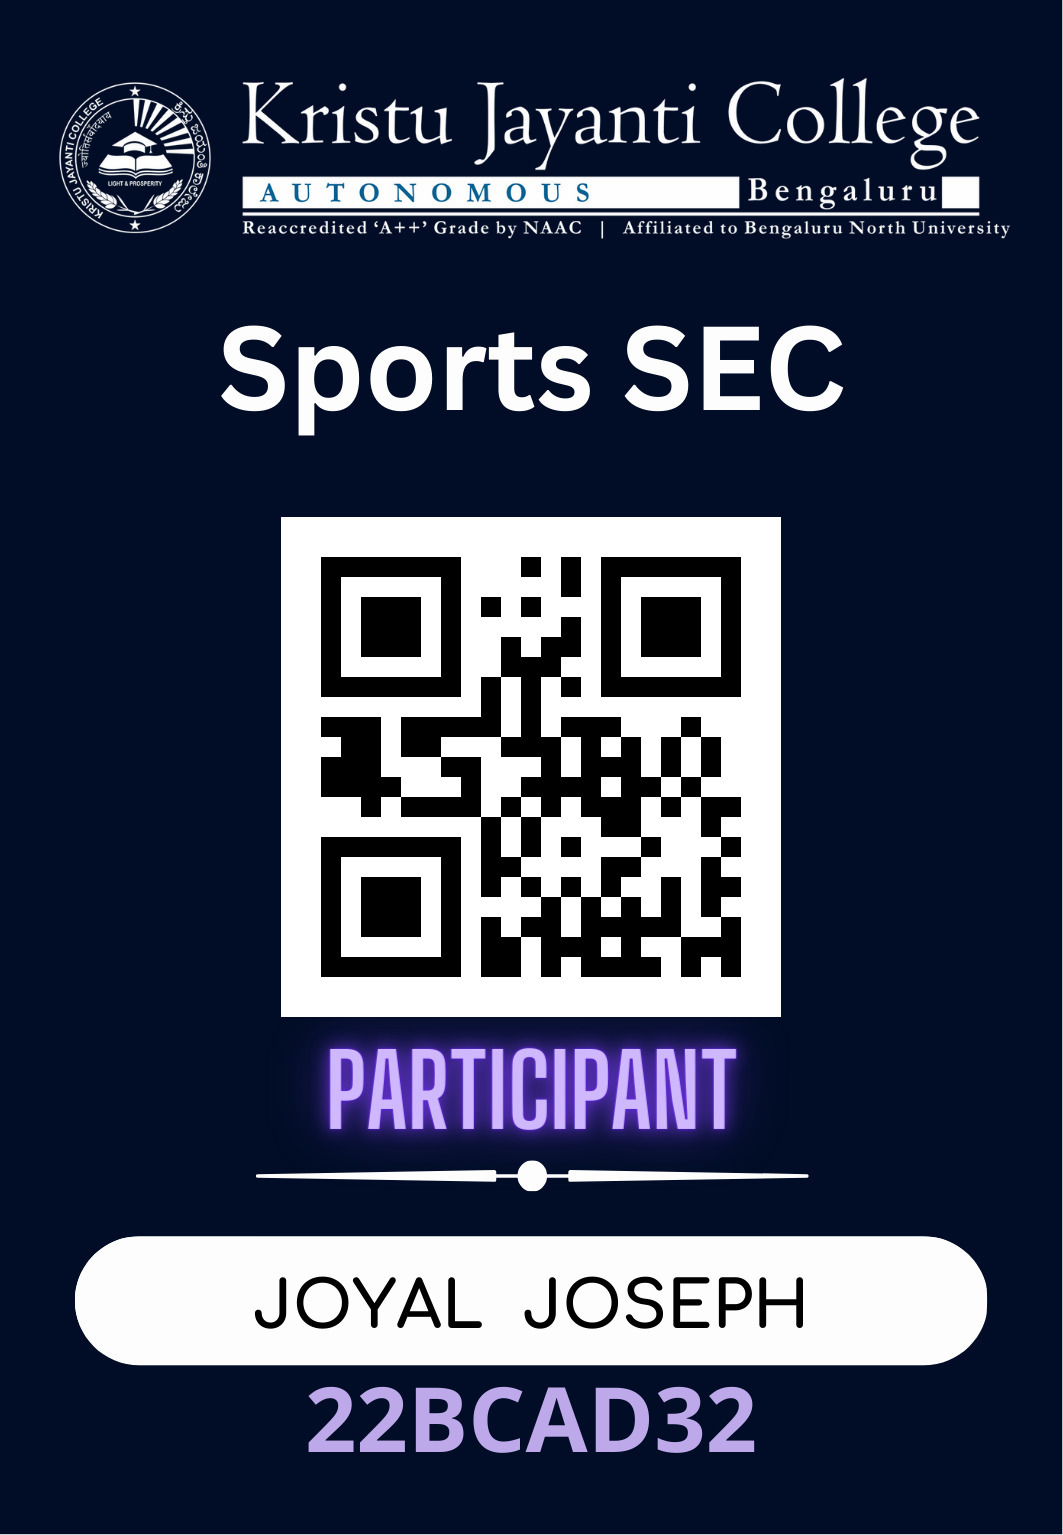 KRISTU JAYANTI COLLEGE
ಕ್ರಿಸ್ತು ಜಯಂತಿ ಕಾಲೇಜು
LIGHT & PROSPERITY
Kristu Jayanti College
AUTONOMOUS Bengaluru
Reaccredited ‘A++’ Grade by NAAC | Affiliated to Bengaluru North University
Sports SEC
PARTICIPANT
JOYAL JOSEPH
22BCAD32